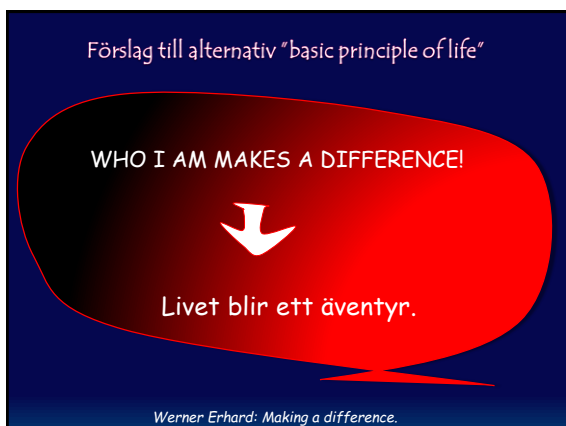 Förslag till alternativ "basic principle of life"
WHO I AM MAKES A DIFFERENCE!
Livet blir ett äventyr.
Werner Erhard: Making a difference.